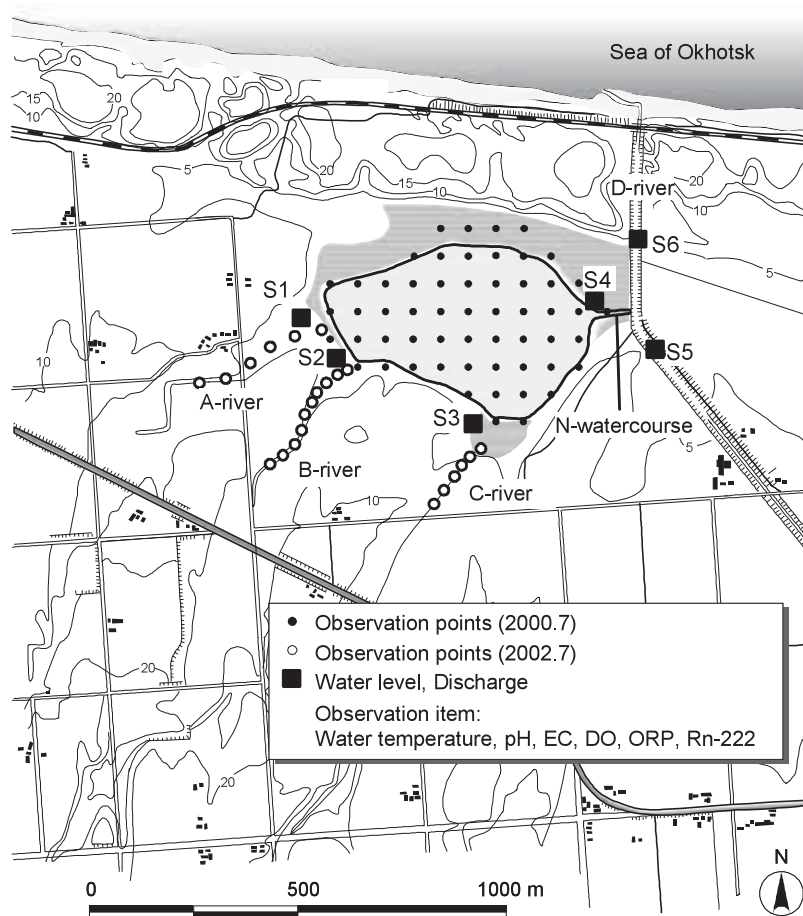 Sea of Okhotsk
20
15
10
20
5
20
15
10
D-river
20
10
S6
5
S4
S1
10
S2
S5
A-river
S3
N-watercourse
5
B-river
10
C-river
20
20
20
● Observation points (2000.7)
○ Observation points (2002.7)
■ Water level, Discharge
Observation item:
Water temperature, pH, EC, DO, ORP, Rn-222
N
0 500 1000 m